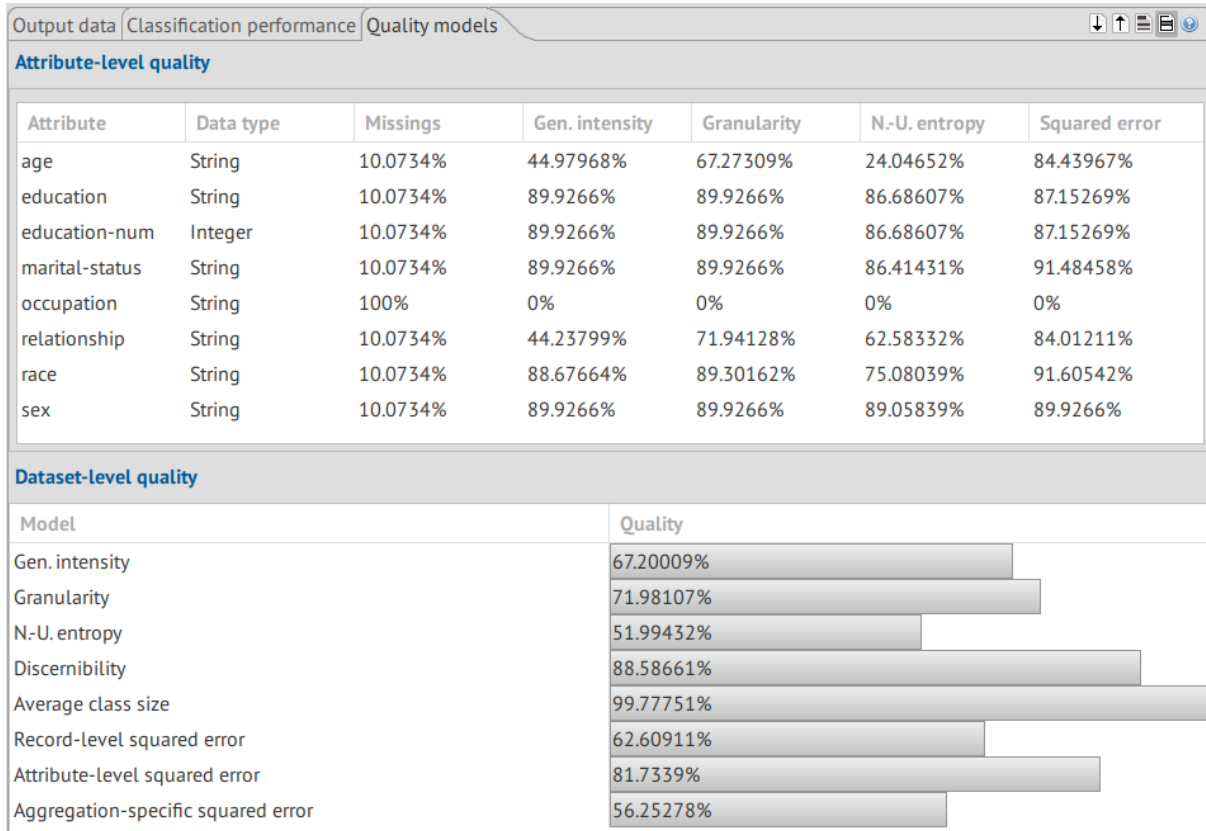 Output data Classification performance Quality models
Attribute-level quality
Attribute Data type Missings Gen. intensity Granularity N.-U. entropy Squared error
age String 10.0734% 44.97968% 67.27309% 24.04652% 84.43967%
education String 10.0734% 89.9266% 89.9266% 86.68607% 87.15269%
education-num Integer 10.0734% 89.9266% 89.9266% 86.68607% 87.15269%
marital-status String 10.0734% 89.9266% 89.9266% 86.41431% 91.48458%
occupation String 100% 0% 0% 0% 0%
relationship String 10.0734% 44.23799% 71.94128% 62.58332% 84.01211%
race String 10.0734% 88.67664% 89.30162% 75.08039% 91.60542%
sex String 10.0734% 89.9266% 89.9266% 89.05839% 89.9266%
Dataset-level quality
Model Quality
Gen. intensity 67.20009%
Granularity 71.98107%
N.-U. entropy 51.99432%
Discernibility 88.58661%
Average class size 99.77751%
Record-level squared error 62.60911%
Attribute-level squared error 81.7339%
Aggregation-specific squared error 56.25278%